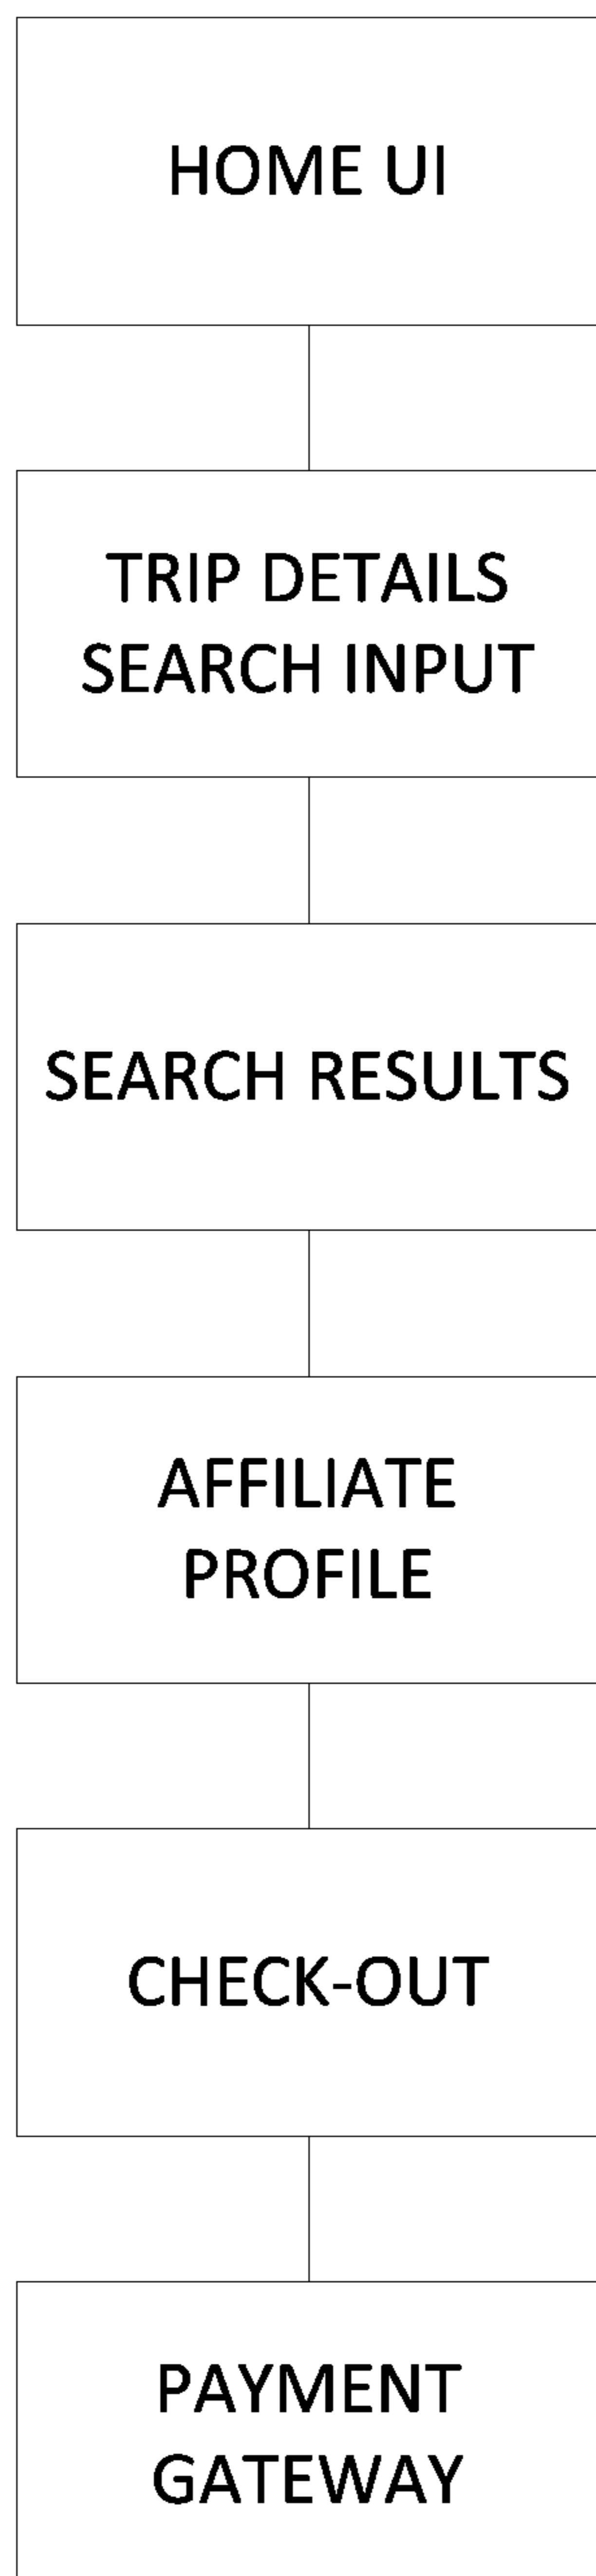 HOME UI
TRIP DETAILS
SEARCH INPUT
SEARCH RESULTS
AFFILIATE
PROFILE
CHECK-OUT
PAYMENT
GATEWAY